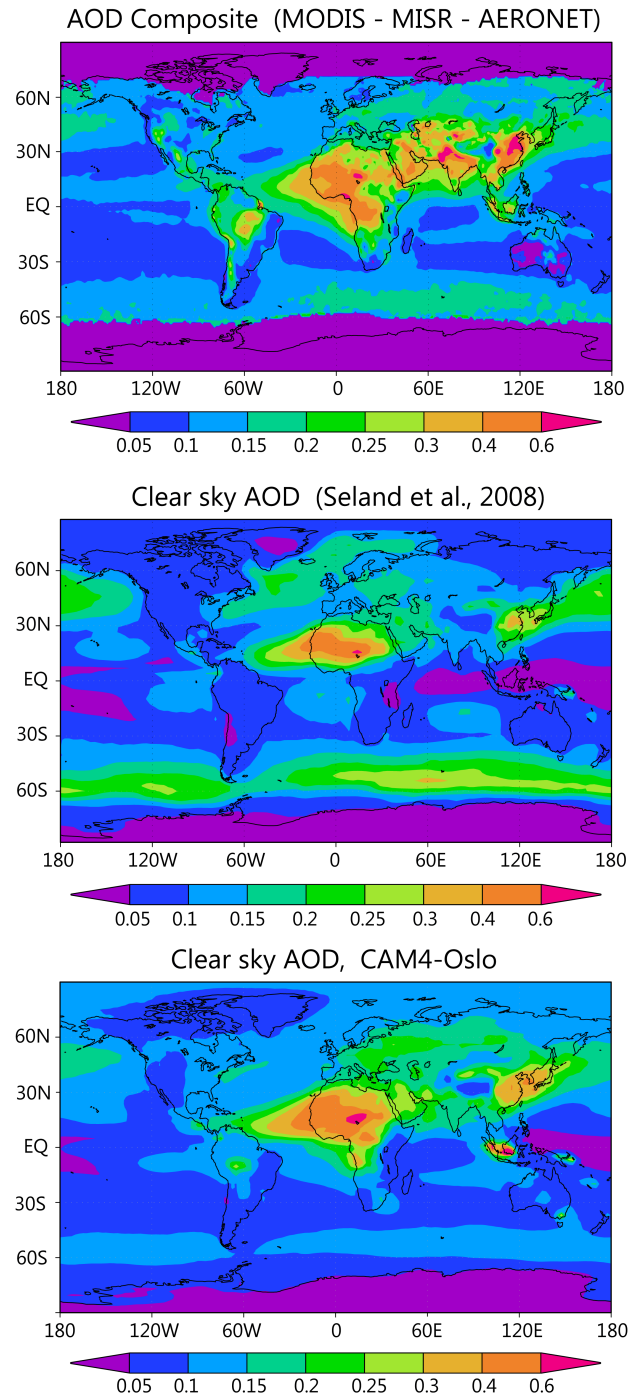 AOD Composite (MODIS - MISR - AERONET)
60N
30N
EQ
30S
60S
180 120W 60W 0 60E 120E 180
0.05 0.1 0.15 0.2 0.25 0.3 0.4 0.6
Clear sky AOD (Seland et al., 2008)
60N
30N
EQ
30S
60S
180 120W 60W 0 60E 120E 180
0.05 0.1 0.15 0.2 0.25 0.3 0.4 0.6
Clear sky AOD, CAM4-Oslo
60N
30N
EQ
30S
60S
180 120W 60W 0 60E 120E 180
0.05 0.1 0.15 0.2 0.25 0.3 0.4 0.6